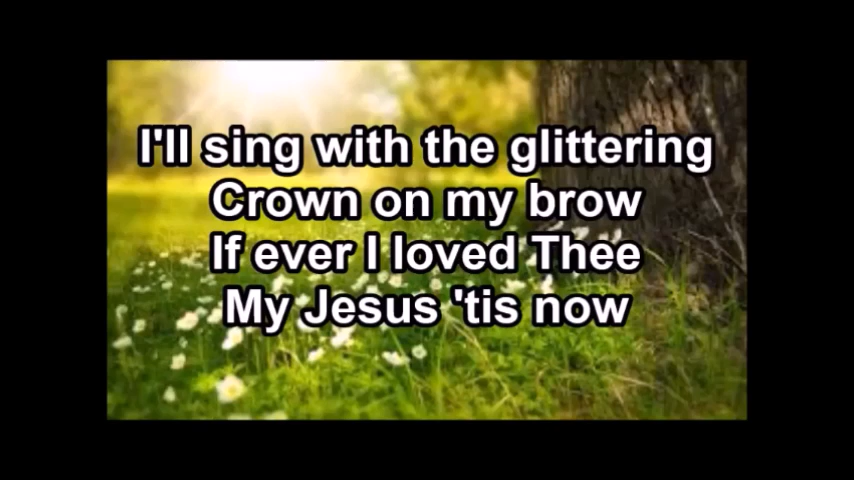 I'll sing with the glittering
Crown on my brow
If ever I loved Thee
My Jesus 'tis now